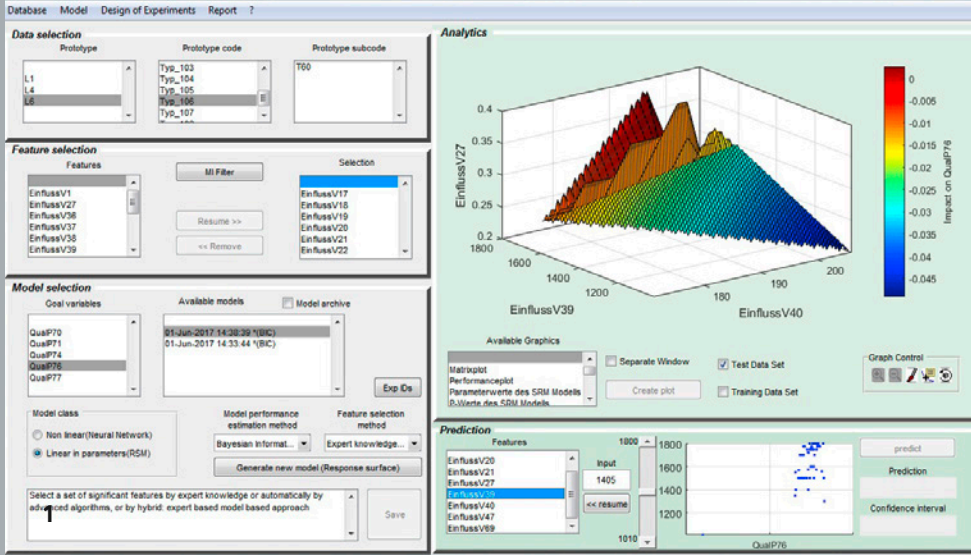 Database Model Design of Experiments Report ?
Data selection
Prototype
Prototype code
Prototype subcode
L1
L4
L6
Typ_103
Typ_104
Typ_105
Typ_106
Typ_107
T60
Feature selection
Features
Selection
EinflussV1
EinflussV27
EinflussV36
EinflussV37
EinflussV38
EinflussV39
MI Filter
Resume >>
<< Remove
EinflussV17
EinflussV18
EinflussV19
EinflussV20
EinflussV21
EinflussV22
Model selection
Goal variables
Available models
Model archive
QualP70
QualP71
QualP74
QualP76
QualP77
01-Jun-2017 14:38:39 *(BIC)
01-Jun-2017 14:33:44 *(BIC)
Exp IDs
Model class
Non linear(Neural Network)
Linear in parameters(RSM)
Model performance
estimation method
Feature selection
method
Bayesian Informat...
Expert knowledge...
Generate new model (Response surface)
Select a set of significant features by expert knowledge or automatically by
advanced algorithms, or by hybrid: expert based model based approach
1
Save
Analytics
0.4
0.35
0.3
0.25
0.2
EinflussV27
1800
1600
1400
1200
EinflussV39
180
190
200
EinflussV40
0
-0.005
-0.01
-0.015
-0.02
-0.025
-0.03
-0.035
-0.04
-0.045
Impact on QualP76
Available Graphics
Matrixplot
Performanceplot
Parameterwerte des SRM Modells
P-Werte des SRM Modells
Separate Window
Create plot
Test Data Set
Training Data Set
Graph Control
Prediction
Features
EinflussV20
EinflussV21
EinflussV27
EinflussV39
EinflussV40
EinflussV47
EinflussV69
Input
1405
<< resume
1800
1010
1800
1600
1400
1200
QualP76
predict
Prediction
Confidence interval